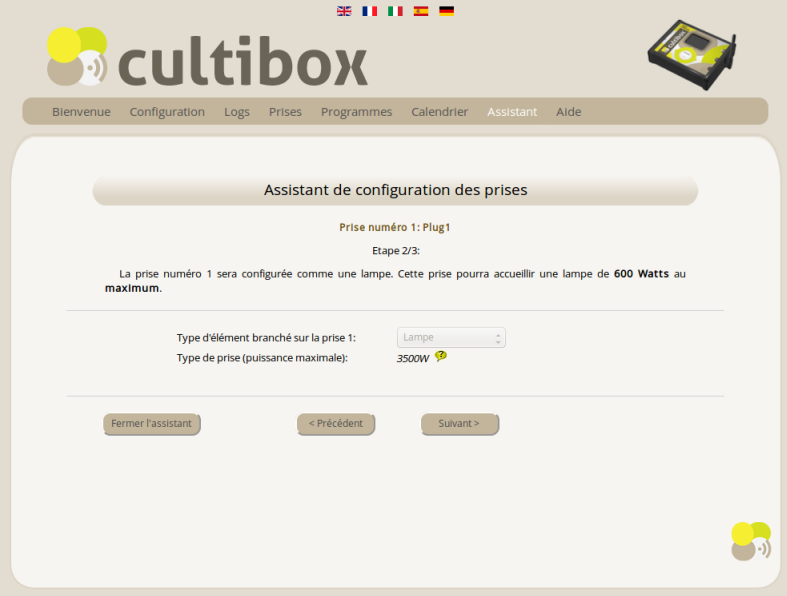 cultibox
Bienvenue Configuration Logs Prises Programmes Calendrier Assistant Aide
Assistant de configuration des prises
Prise numéro 1: Plug1
Etape 2/3:
La prise numéro 1 sera configurée comme une lampe. Cette prise pourra accueillir une lampe de 600 Watts au
maximum.
Type d'élément branché sur la prise 1: Lampe
Type de prise (puissance maximale): 3500W ?
Fermer l'assistant < Précédent Suivant >